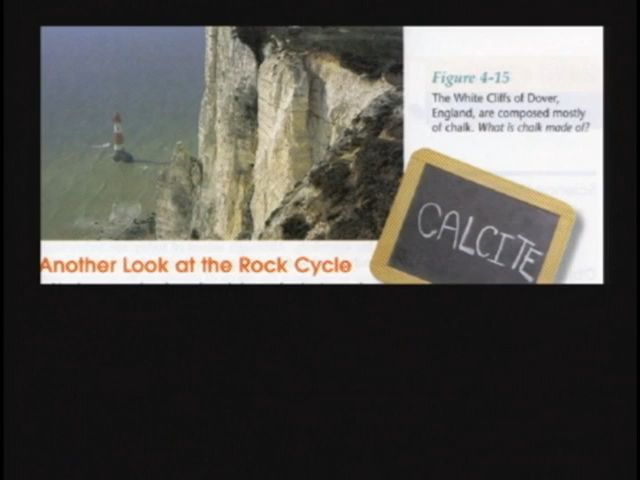 Figure 4-15
The White Cliffs of Dover,
England, are composed mostly
of chalk. What is chalk made of?
CALCITE
Another Look at the Rock Cycle